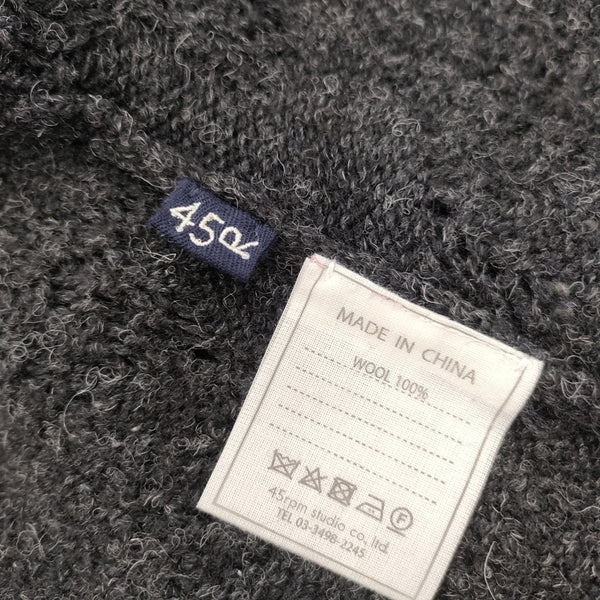 45R
MADE IN CHINA
WOOL 100%
45rpm studio co., ltd.
TEL 03-3498-2245